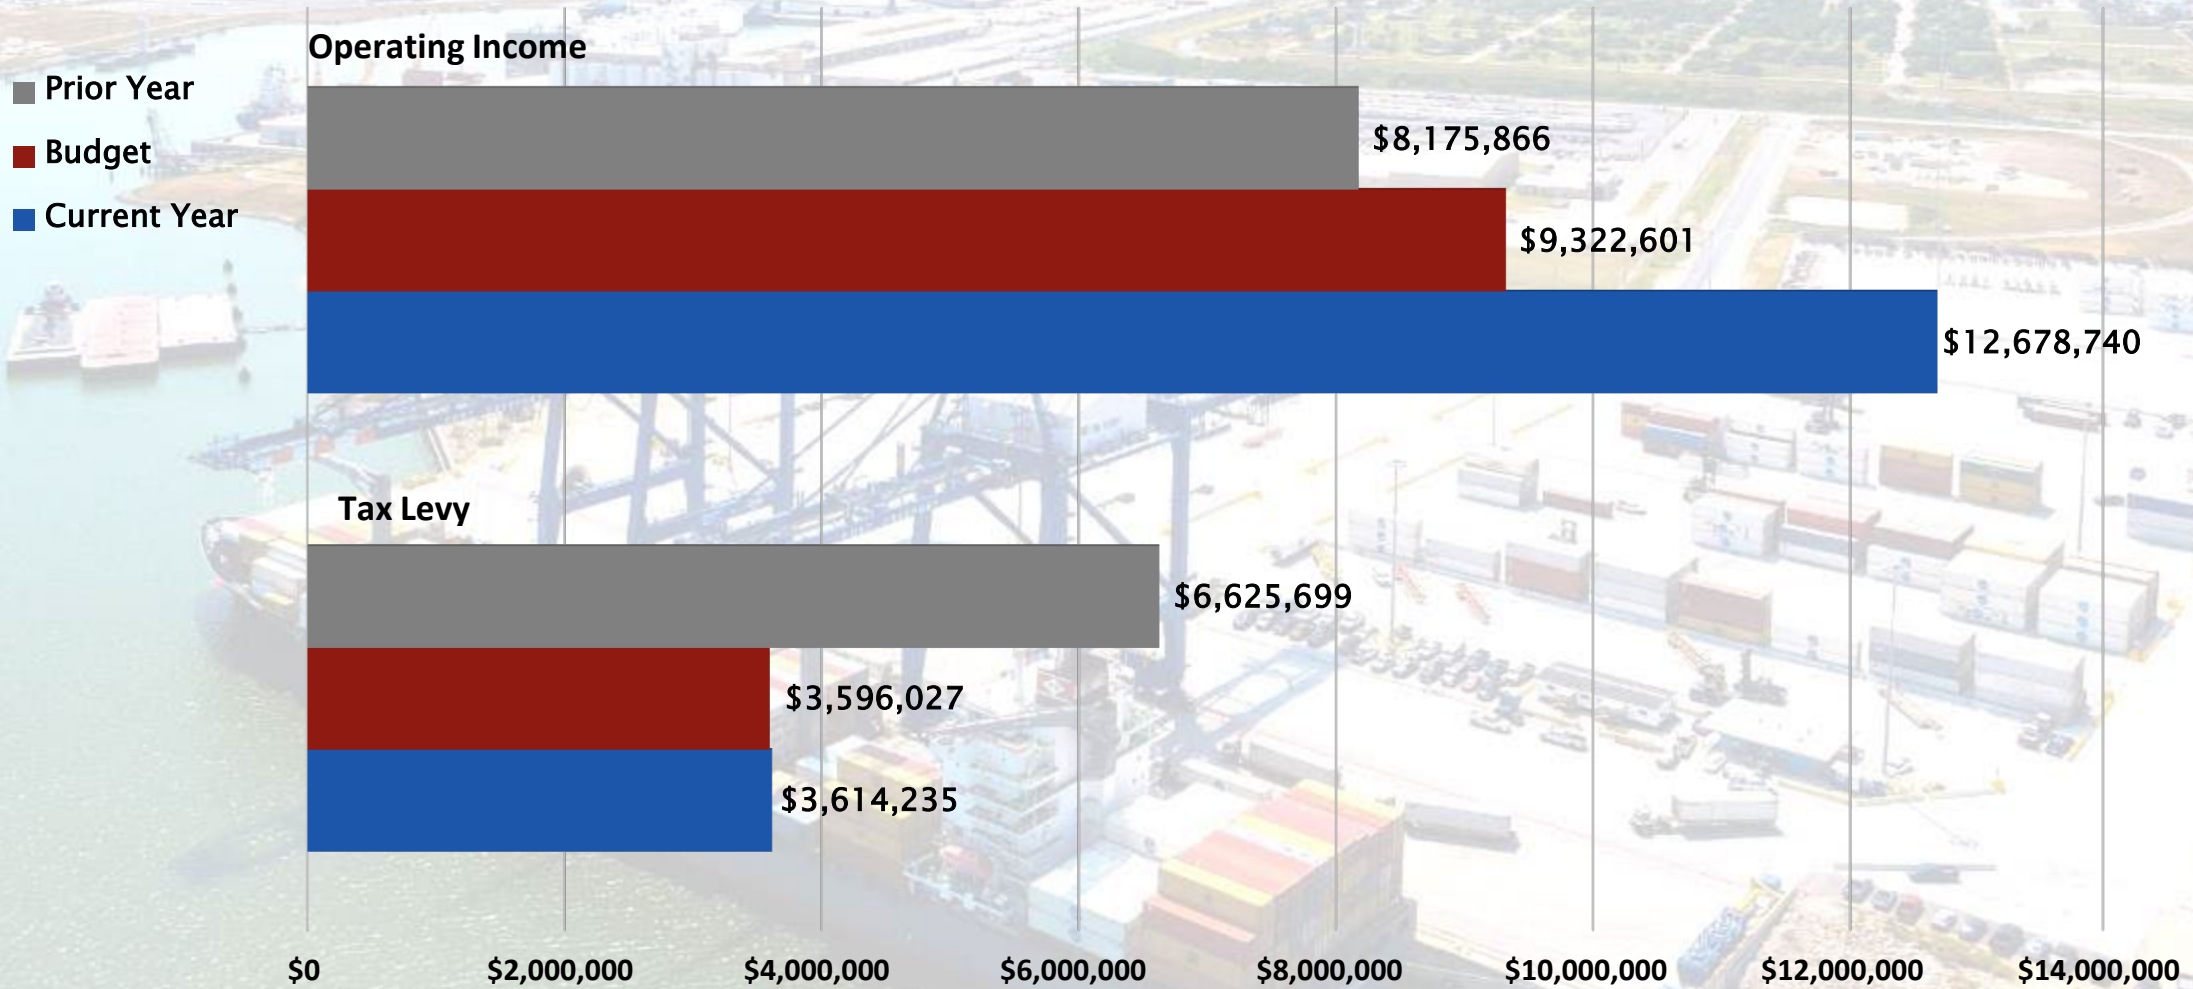 Operating Income
Prior Year
Budget
Current Year
$8,175,866
$9,322,601
$12,678,740
Tax Levy
$6,625,699
$3,596,027
$3,614,235
$0 $2,000,000 $4,000,000 $6,000,000 $8,000,000 $10,000,000 $12,000,000 $14,000,000